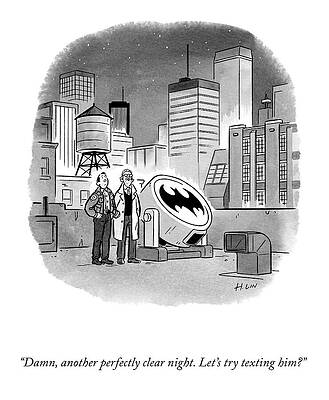 H. LIN
“Damn, another perfectly clear night. Let’s try texting him?”